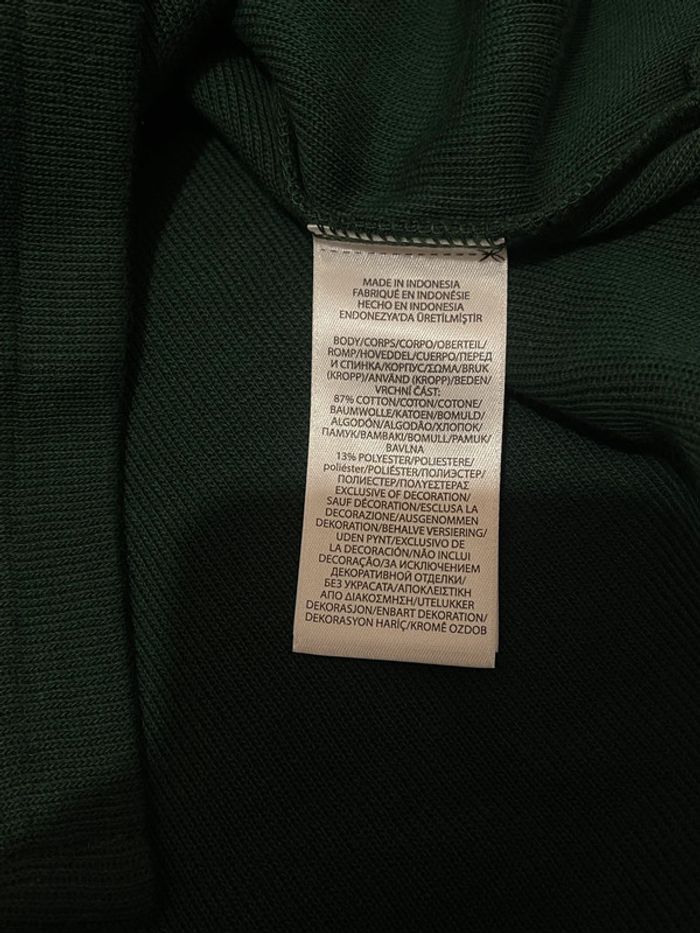 MADE IN INDONESIA
FABRIQUÉ EN INDONÉSIE
HECHO EN INDONESIA
ENDONEZYA'DA ÜRETİLMİŞTİR
BODY/CORPS/CORPO/OBERTEIL/
ROMP/HOVEDDEL/CUERPO/ПЕРЕД
И СПИНКА/КОРПУС/ΣΩΜΑ/BRUK
(KROPP)/ANVÄND (KROPP)/BEDEN/
VRCHNÍ ČÁST:
87% COTTON/COTON/COTONE/
BAUMWOLLE/KATOEN/BOMULD/
ALGODÓN/ALGODÃO/ХЛОПОК/
ПАМУК/ΒΑΜΒΑΚΙ/BOMULL/PAMUK/
BAVLNA
13% POLYESTER/POLIESTERE/
poliéster/POLIÉSTER/ПОЛИЭСТЕР/
ПОЛИЕСТЕР/ΠΟΛΥΕΣΤΕΡΑΣ
EXCLUSIVE OF DECORATION/
SAUF DÉCORATION/ESCLUSA LA
DECORAZIONE/AUSGENOMMEN
DEKORATION/BEHALVE VERSIERING/
UDEN PYNT/EXCLUSIVO DE
LA DECORACIÓN/NÃO INCLUI
DECORAÇÃO/ЗА ИСКЛЮЧЕНИЕМ
ДЕКОРАТИВНОЙ ОТДЕЛКИ/
БЕЗ УКРАСАТА/ΑΠΟΚΛΕΙΣΤΙΚΗ
ΑΠΟ ΔΙΑΚΟΣΜΗΣΗ/UTELUKKER
DEKORASJON/ENBART DEKORATION/
DEKORASYON HARİÇ/KROMĚ OZDOB